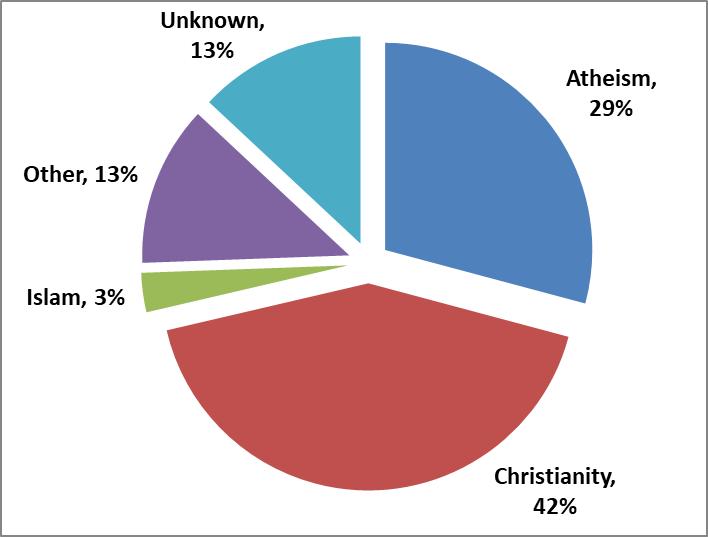 Unknown,
13%
Atheism,
29%
Other, 13%
Islam, 3%
Christianity,
42%